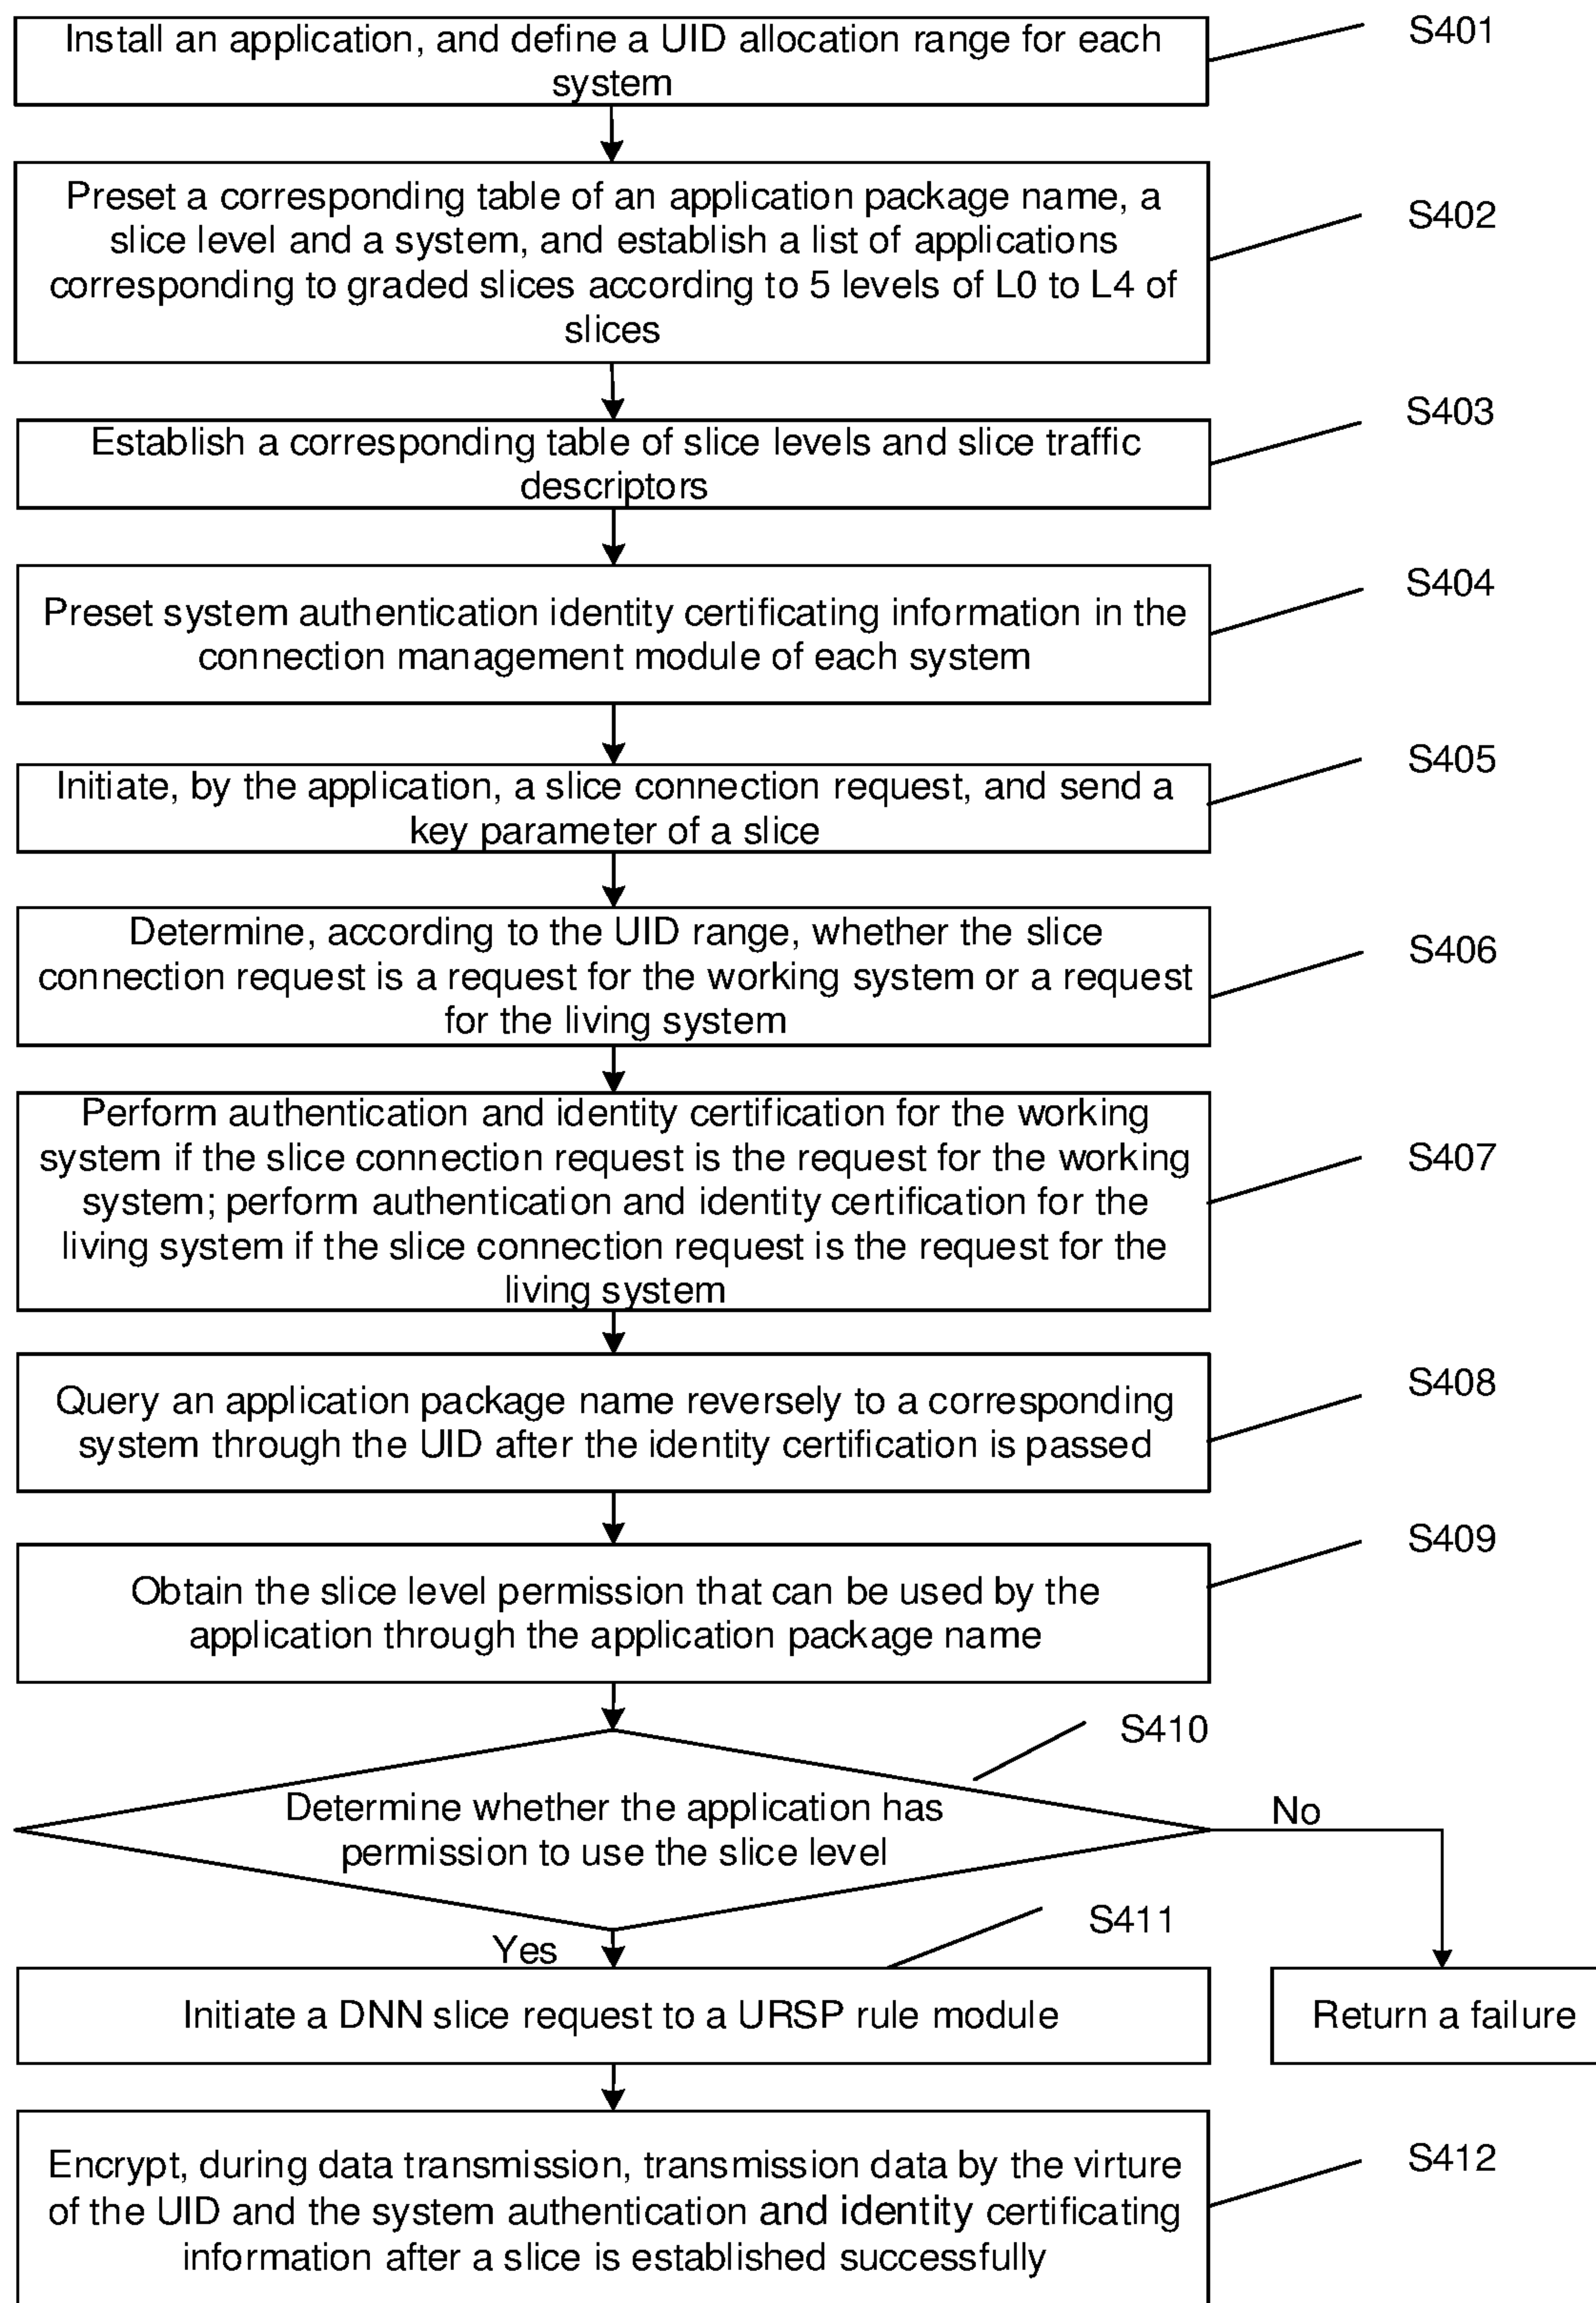 Install an application, and define a UID allocation range for each
system
S401
Preset a corresponding table of an application package name, a
slice level and a system, and establish a list of applications
corresponding to graded slices according to 5 levels of L0 to L4 of
slices
S402
Establish a corresponding table of slice levels and slice traffic
descriptors
S403
Preset system authentication identity certificating information in the
connection management module of each system
S404
Initiate, by the application, a slice connection request, and send a
key parameter of a slice
S405
Determine, according to the UID range, whether the slice
connection request is a request for the working system or a request
for the living system
S406
Perform authentication and identity certification for the working
system if the slice connection request is the request for the working
system; perform authentication and identity certification for the
living system if the slice connection request is the request for the
living system
S407
Query an application package name reversely to a corresponding
system through the UID after the identity certification is passed
S408
Obtain the slice level permission that can be used by the
application through the application package name
S409
Determine whether the application has
permission to use the slice level
S410
No
Yes
S411
Initiate a DNN slice request to a URSP rule module
Return a failure
Encrypt, during data transmission, transmission data by the virture
of the UID and the system authentication and identity certificating
information after a slice is established successfully
S412